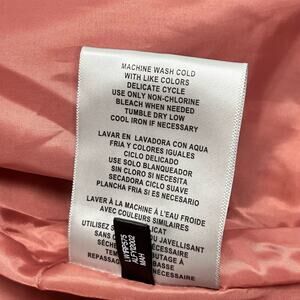 MACHINE WASH COLD
WITH LIKE COLORS
DELICATE CYCLE
USE ONLY NON-CHLORINE
BLEACH WHEN NEEDED
TUMBLE DRY LOW
COOL IRON IF NECESSARY
LAVAR EN LAVADORA CON AQUA
FRIA Y COLORES IGUALES
CICLO DELICADO
USE SOLO BLANQUEADOR
SIN CLORO SI NECESITA
SECADORA CICLO SUAVE
PLANCHA FRIA SI ES NECESARIO
LAVER À LA MACHINE À L'EAU FROIDE
AVEC COULEURS SIMILAIRES
UTILISEZ
JAVELLISANT
REPASSAGE
MAH